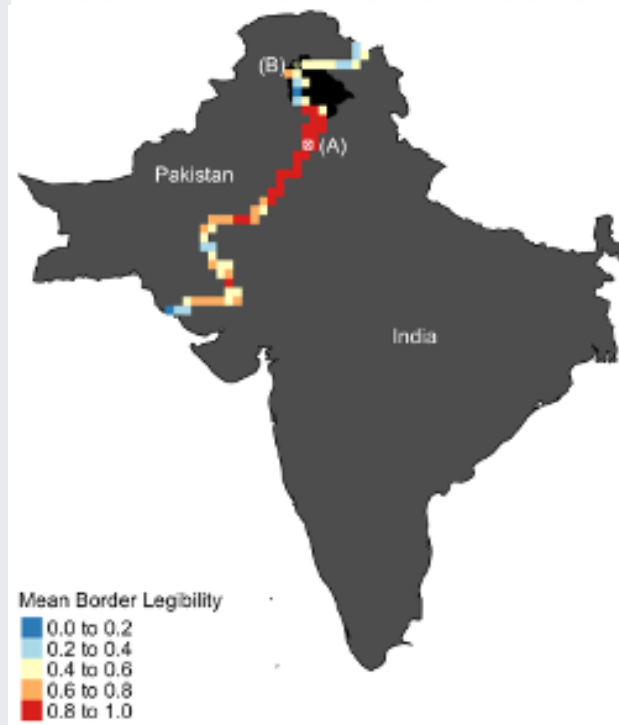 (B)
(A)
Pakistan
India
Mean Border Legibility
0.0 to 0.2
0.2 to 0.4
0.4 to 0.6
0.6 to 0.8
0.8 to 1.0